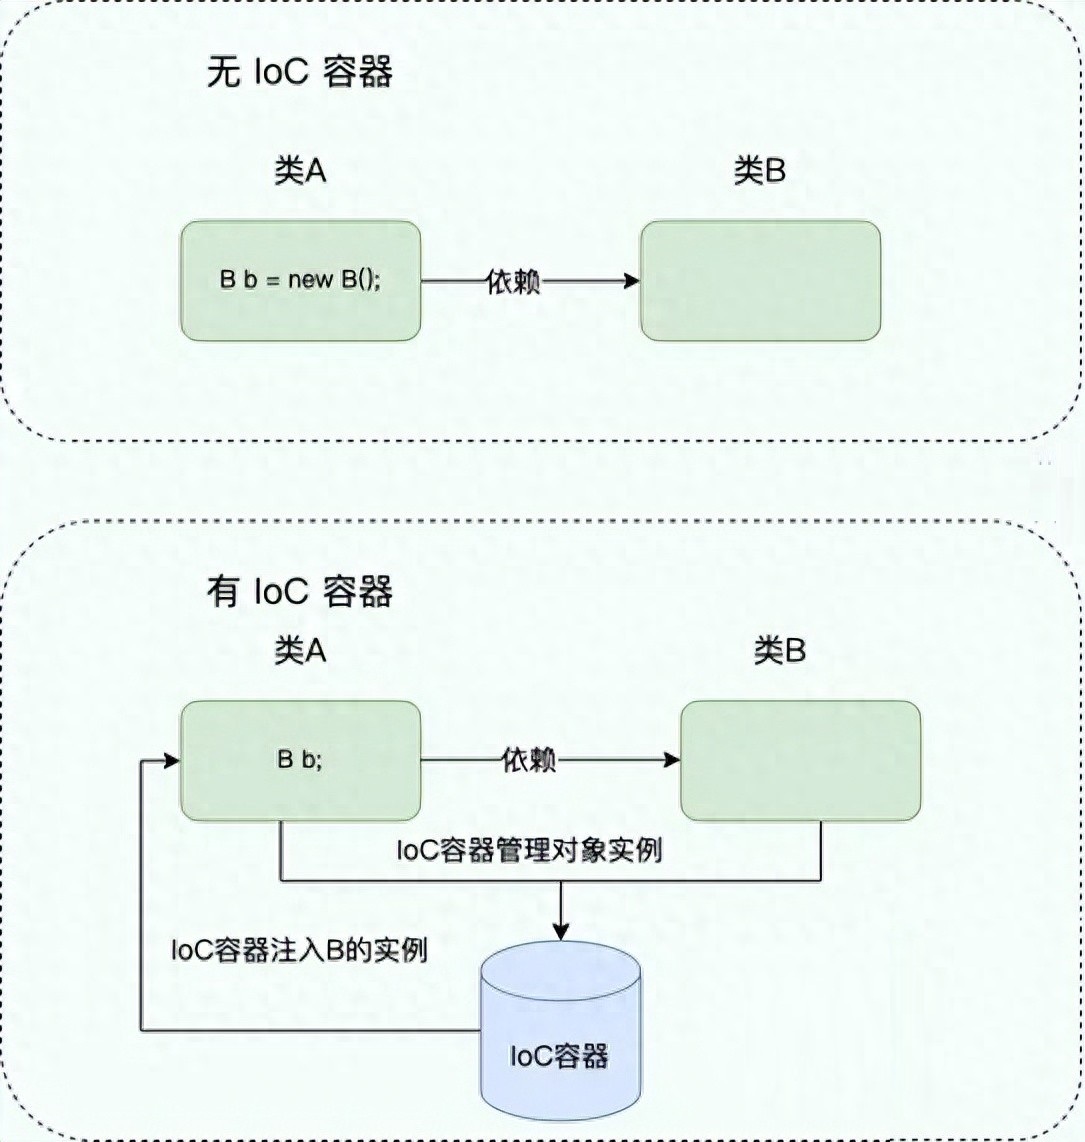 无 IoC 容器
类A
类B
B b = new B();
依赖
有 IoC 容器
类A
类B
B b;
依赖
IoC容器管理对象实例
IoC容器注入B的实例
IoC容器